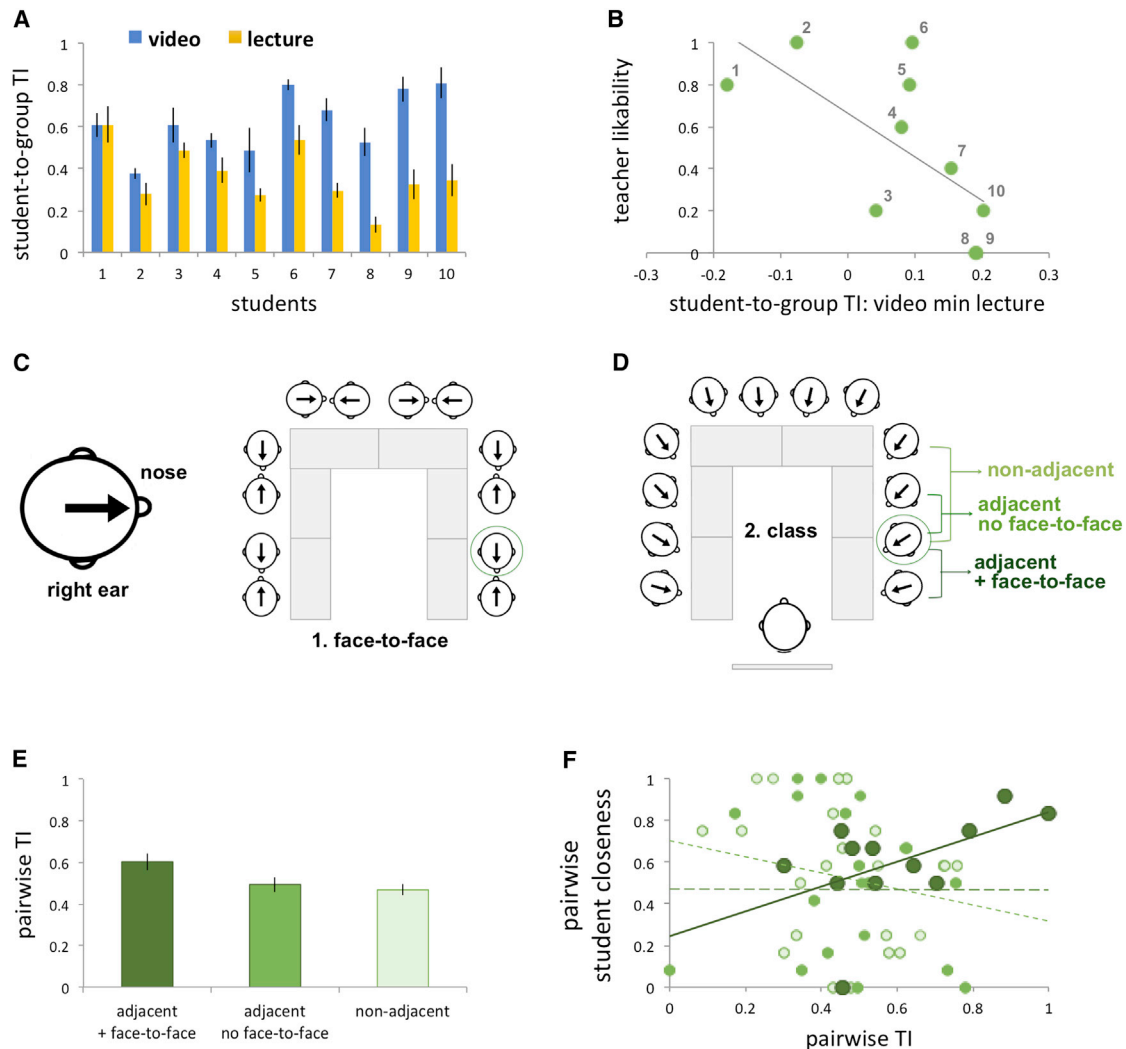 A
video
lecture
student-to-group TI
1
0.8
0.6
0.4
0.2
0
1 2 3 4 5 6 7 8 9 10
students
B
teacher likability
1
0.8
0.6
0.4
0.2
0
2 6
1 5
4
7
3 10
8 9
-0.3 -0.2 -0.1 0 0.1 0.2 0.3
student-to-group TI: video min lecture
C
nose
right ear
1. face-to-face
D
2. class
non-adjacent
adjacent
no face-to-face
adjacent
+ face-to-face
E
pairwise TI
1
0.8
0.6
0.4
0.2
0
adjacent
+ face-to-face
adjacent
no face-to-face
non-adjacent
F
pairwise
student closeness
1
0.8
0.6
0.4
0.2
0
0 0.2 0.4 0.6 0.8 1
pairwise TI